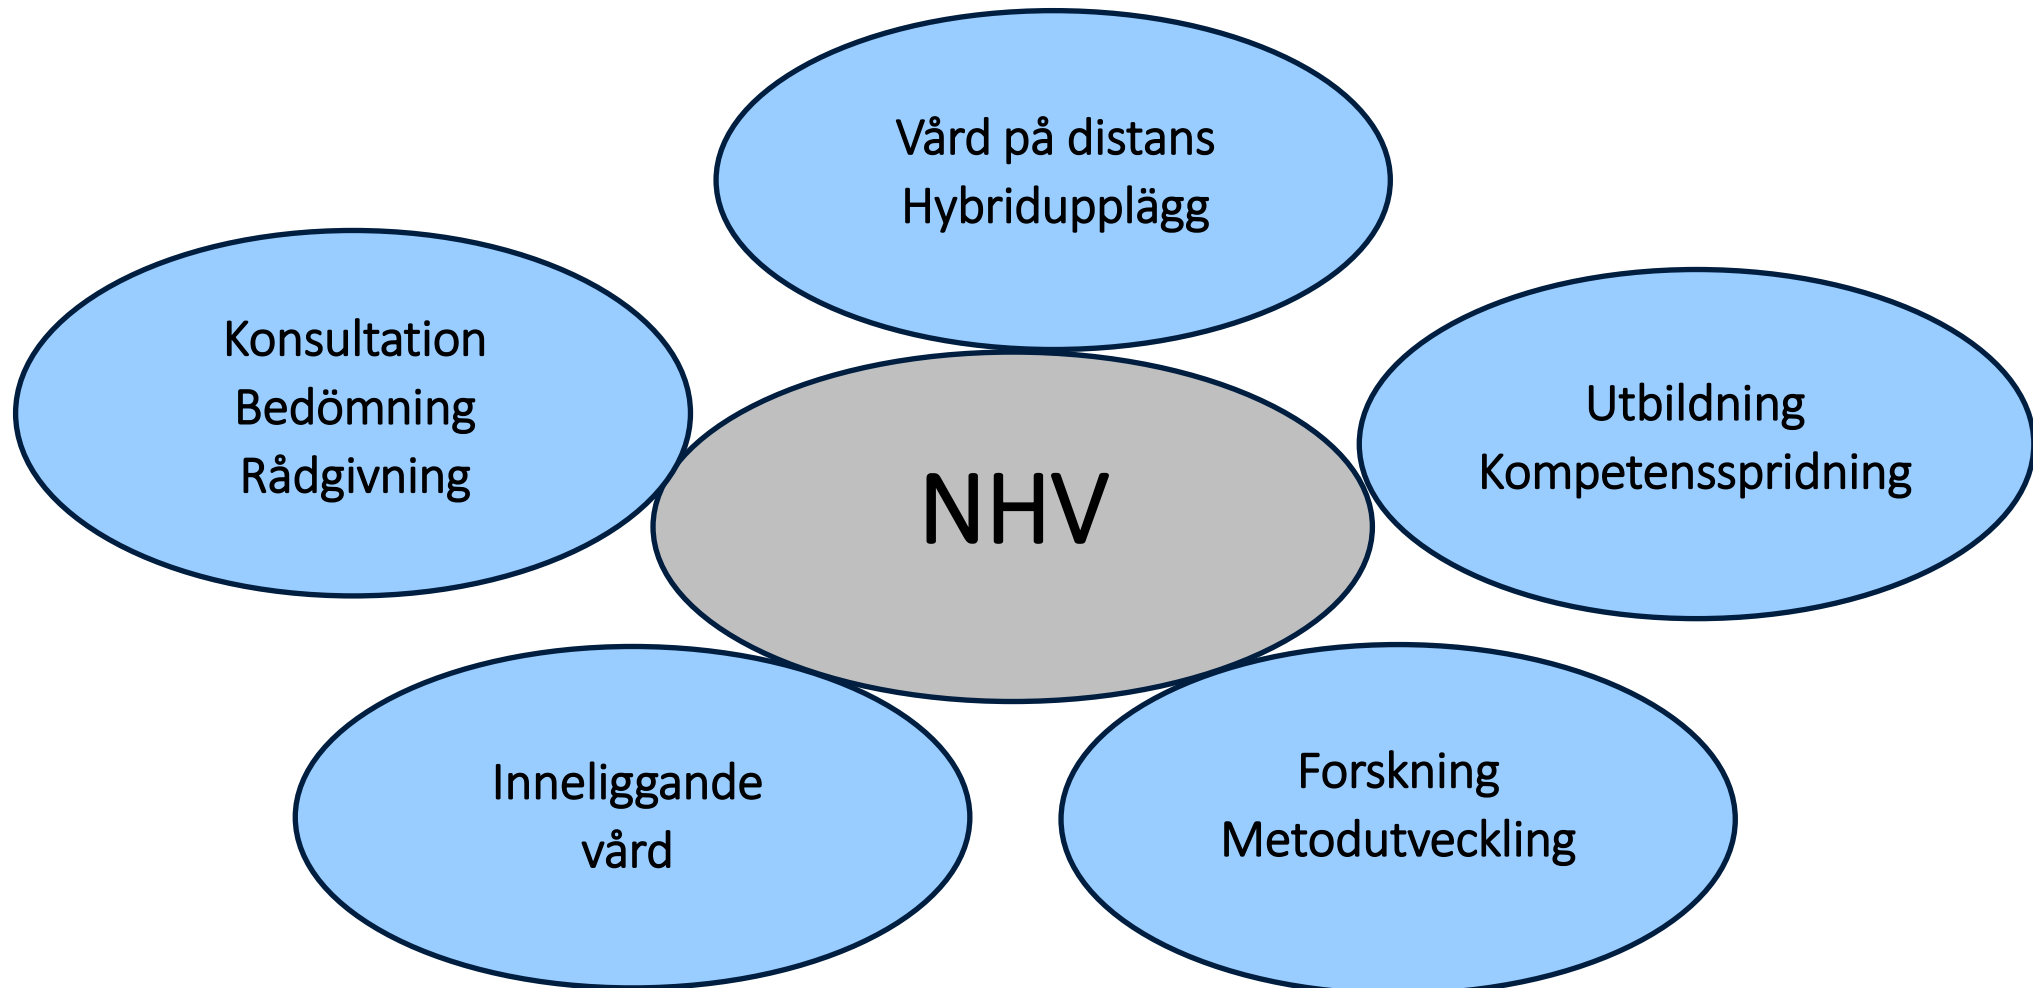 Vård på distans
Hybridupplägg
Konsultation
Bedömning
Rådgivning
Utbildning
Kompetensspridning
NHV
Inneliggande
vård
Forskning
Metodutveckling